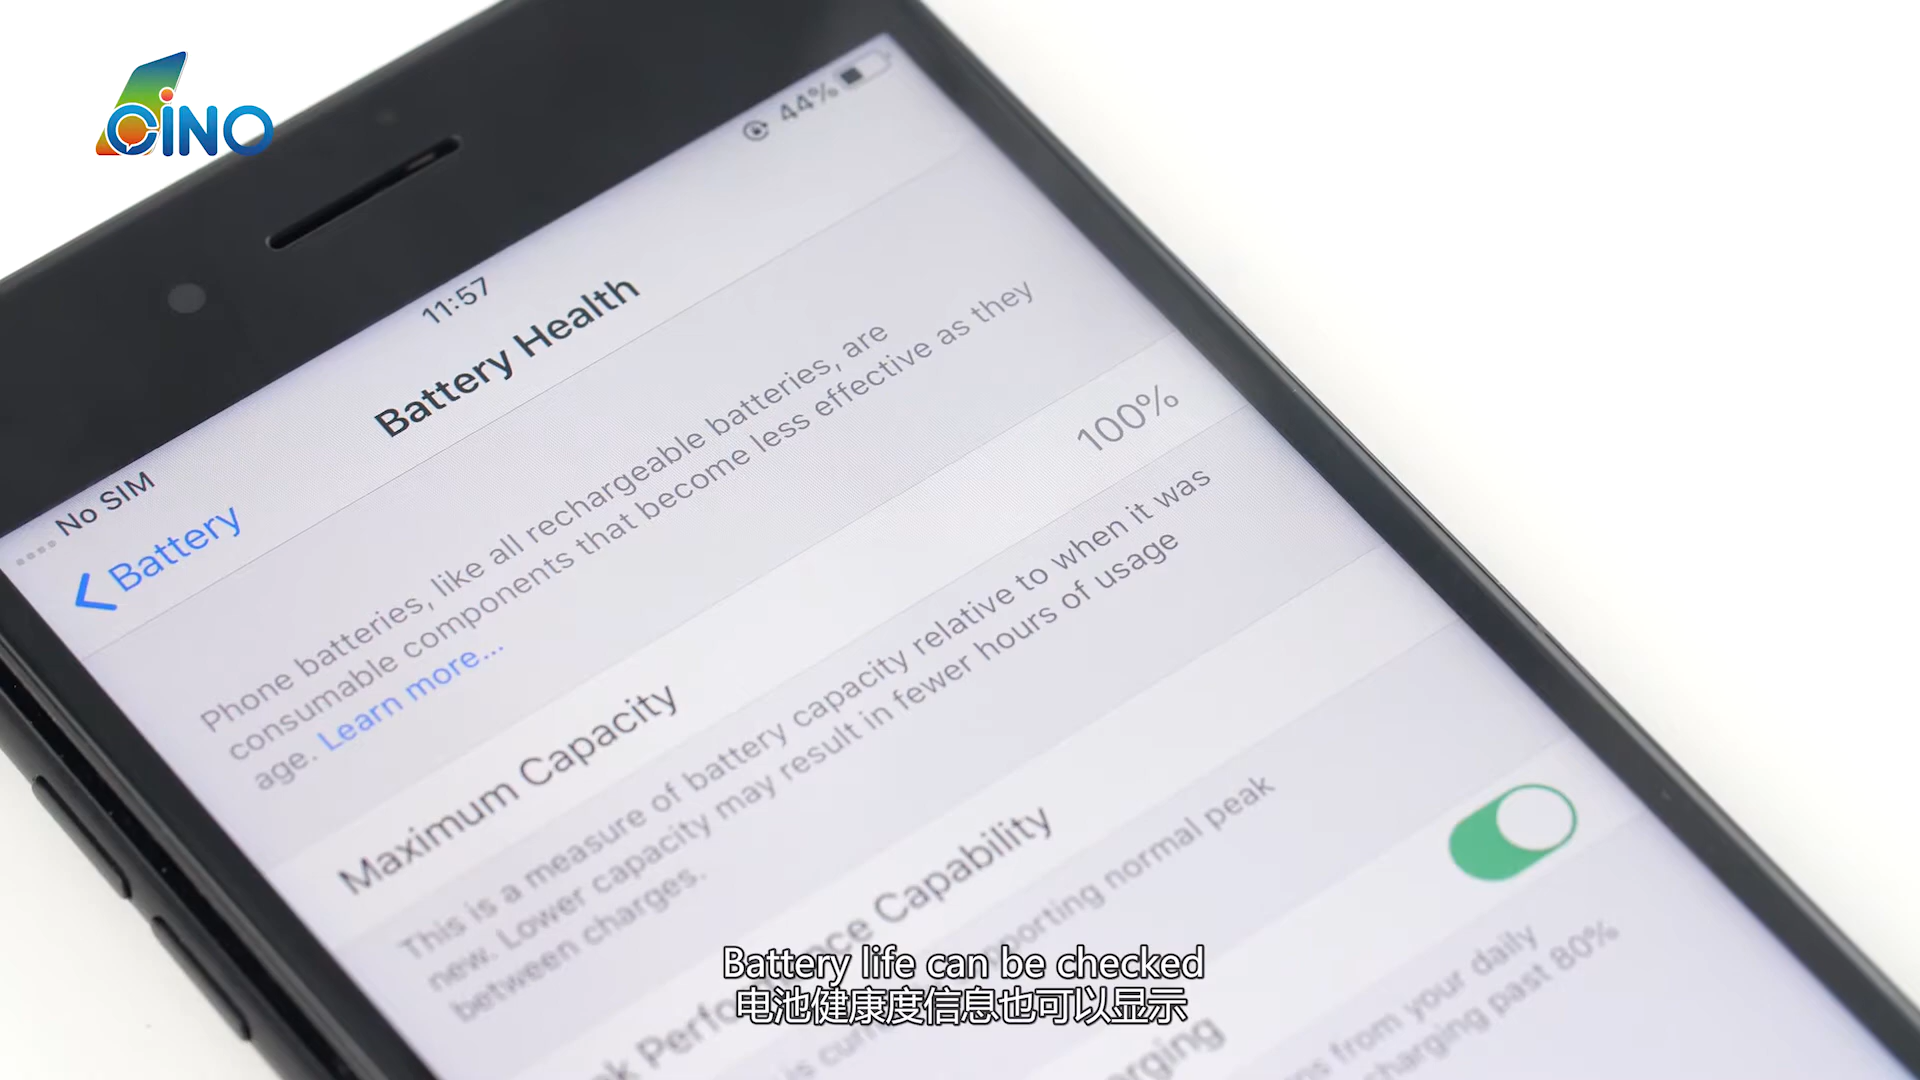 OINO
No SIM
11:57
44%
Battery
Battery Health
Phone batteries, like all rechargeable batteries, are
consumable components that become less effective as they
age. Learn more...
Maximum Capacity
100%
This is a measure of battery capacity relative to when it was
new. Lower capacity may result in fewer hours of usage
between charges.
Performance Capability
normal peak
from your daily
charging past 80%
Battery life can be checked
电池健康度信息也可以显示